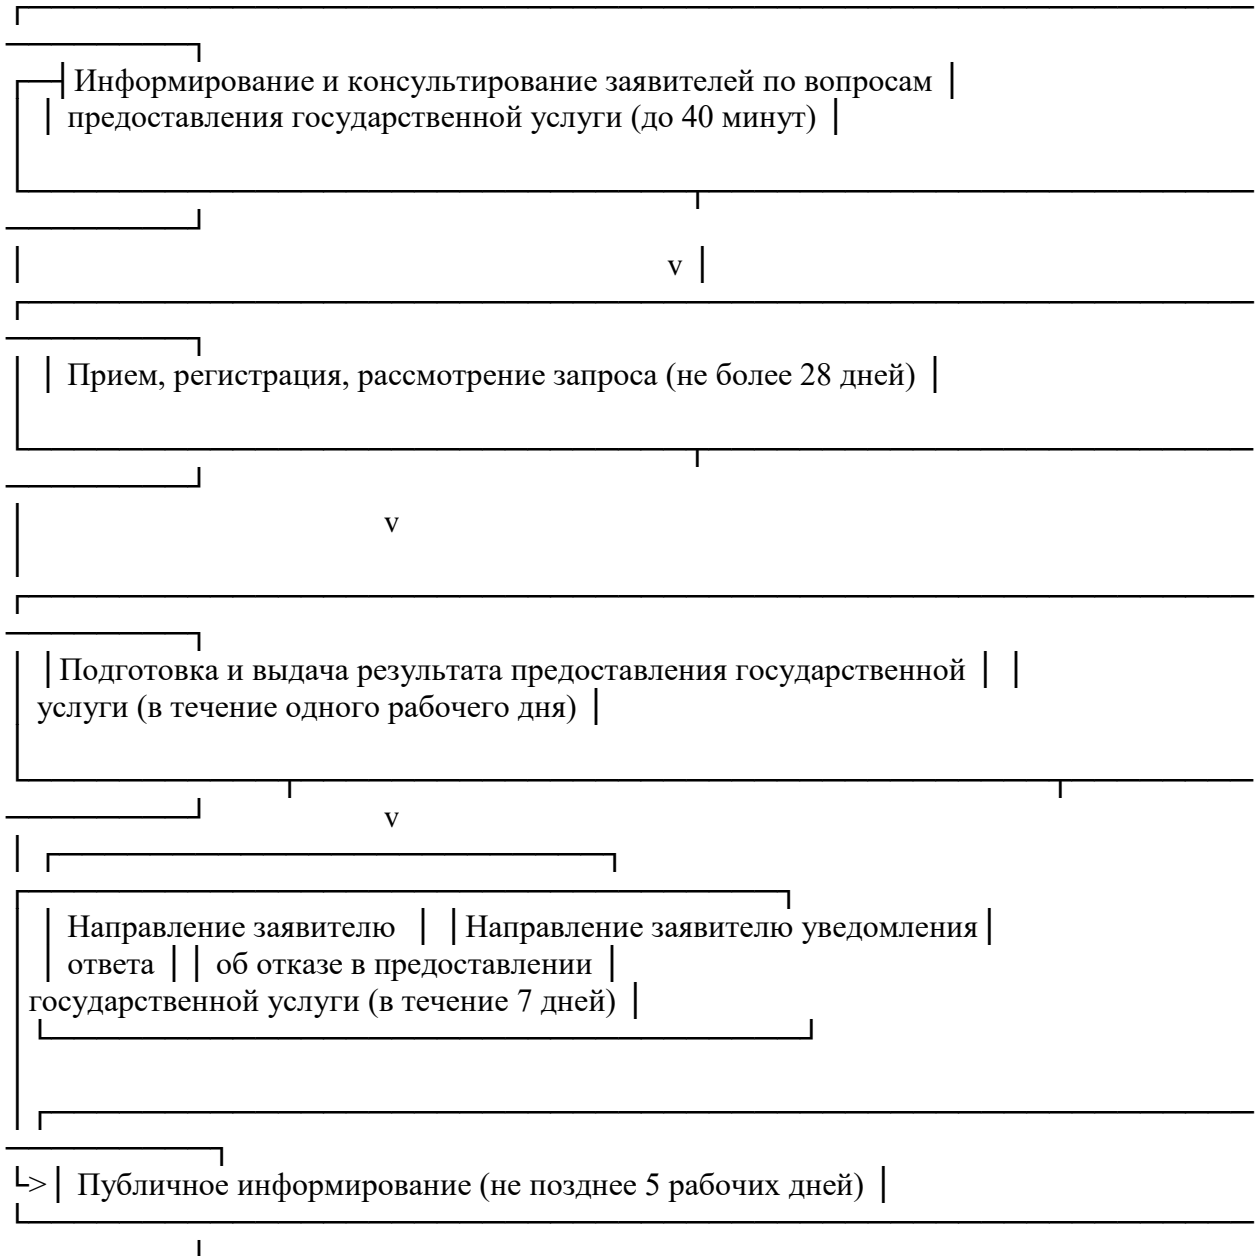 Информирование и консультирование заявителей по вопросам
предоставления государственной услуги (до 40 минут)
v
Прием, регистрация, рассмотрение запроса (не более 28 дней)
v
Подготовка и выдача результата предоставления государственной
услуги (в течение одного рабочего дня)
v
Направление заявителю Направление заявителю уведомления
ответа об отказе в предоставлении
государственной услуги (в течение 7 дней)
> Публичное информирование (не позднее 5 рабочих дней)